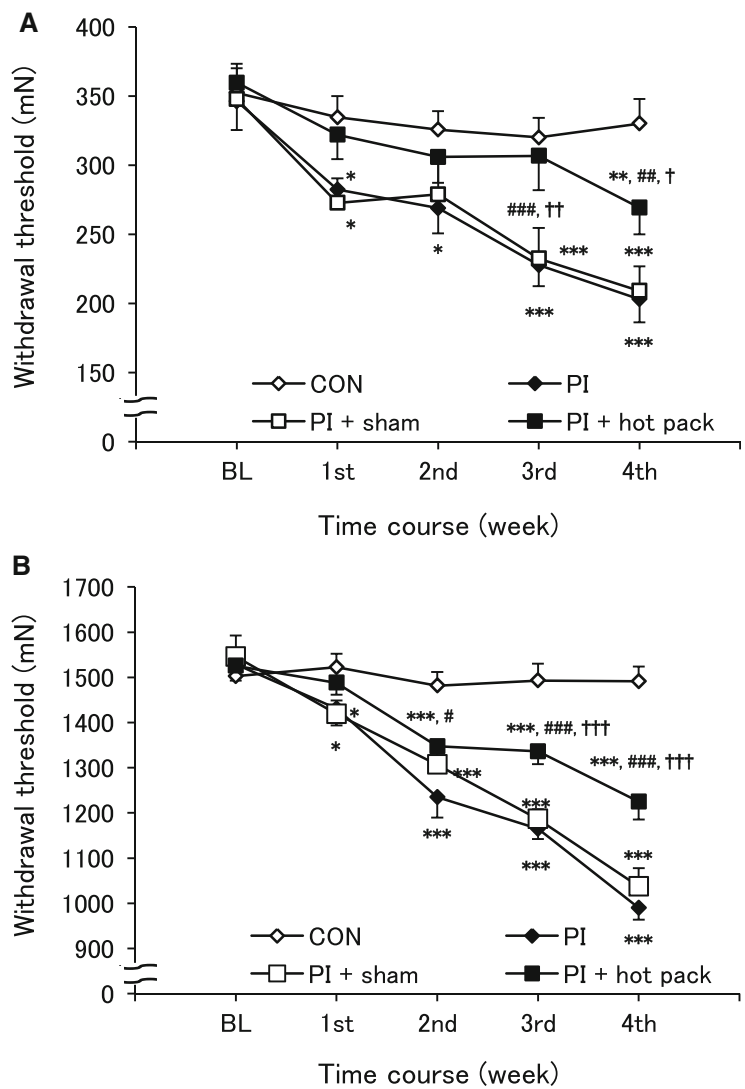 A
Withdrawal threshold (mN)
400
350
300
250
200
150
0
*
*
*
###, ††
***
***
**, ##, †
***
***
CON
PI
PI + sham
PI + hot pack
BL
1st
2nd
3rd
4th
Time course (week)
B
Withdrawal threshold (mN)
1700
1600
1500
1400
1300
1200
1100
1000
900
0
*
*
***, #
***
***
***, ###, †††
***
***
***, ###, †††
***
***
CON
PI
PI + sham
PI + hot pack
BL
1st
2nd
3rd
4th
Time course (week)